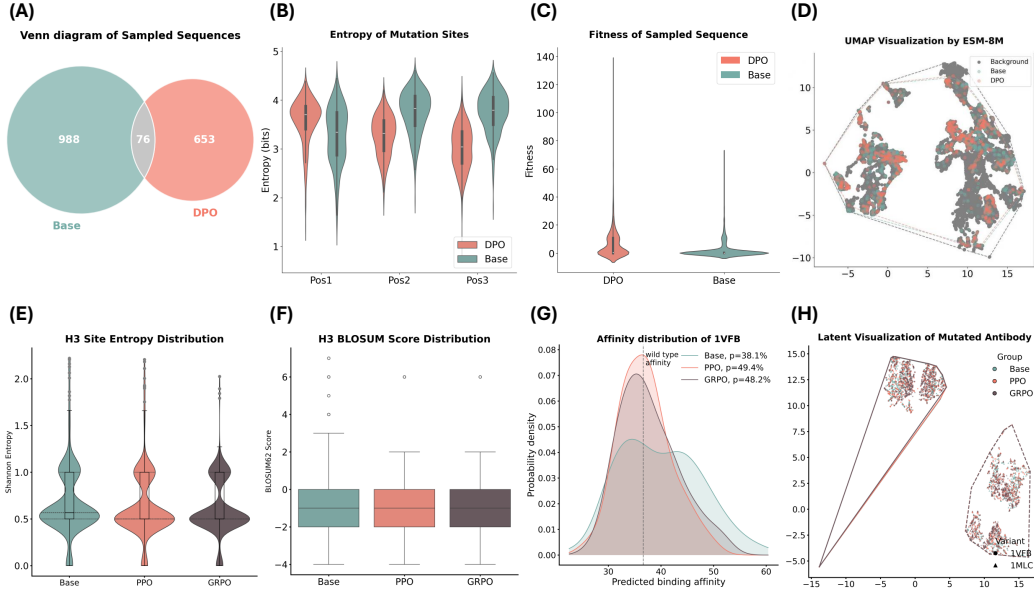 (A)
Venn diagram of Sampled Sequences
988
76
653
Base
DPO
(B)
Entropy of Mutation Sites
Entropy (bits)
5
4
3
2
1
DPO
Base
Pos1
Pos2
Pos3
(C)
Fitness of Sampled Sequence
Fitness
140
120
100
80
60
40
20
0
DPO
Base
DPO
Base
(D)
UMAP Visualization by ESM-8M
Background
Base
DPO
10
5
0
−5
−10
−5
0
5
10
15
(E)
H3 Site Entropy Distribution
Shannon Entropy
2.0
1.5
1.0
0.5
0.0
Base
PPO
GRPO
(F)
H3 BLOSUM Score Distribution
BLOSUM62 Score
6
4
2
0
−2
−4
Base
PPO
GRPO
(G)
Affinity distribution of 1VFB
wild type
affinity
Base, p=38.1%
PPO, p=49.4%
GRPO, p=48.2%
Probability density
0.08
0.07
0.06
0.05
0.04
0.03
0.02
0.01
0.00
30
40
50
60
Predicted binding affinity
(H)
Latent Visualization of Mutated Antibody
Group
Base
PPO
GRPO
15.0
12.5
10.0
7.5
5.0
2.5
0.0
−2.5
−5.0
Variant
1VFB
1MLC
−10
−5
0
5
10
15